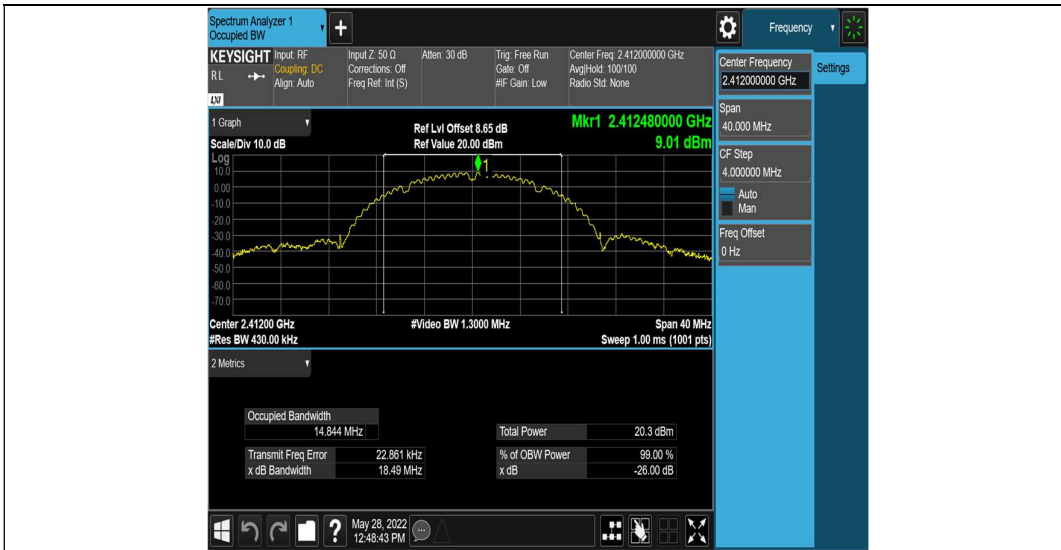 Spectrum Analyzer 1
Occupied BW
+
Frequency
KEYSIGHT
RL
LXI
Input: RF
Coupling: DC
Align: Auto
Input Z: 50 Ω
Corrections: Off
Freq Ref: Int (S)
Atten: 30 dB
Trig: Free Run
Gate: Off
#IF Gain: Low
Center Freq: 2.412000000 GHz
Avg|Hold: 100/100
Radio Std: None
Center Frequency
2.412000000 GHz
Settings
Span
40.000 MHz
CF Step
4.000000 MHz
Auto
Man
Freq Offset
0 Hz
1 Graph
Scale/Div 10.0 dB
Ref Lvl Offset 8.65 dB
Ref Value 20.00 dBm
Mkr1 2.412480000 GHz
9.01 dBm
Log
10.0
0.00
-10.0
-20.0
-30.0
-40.0
-50.0
-60.0
-70.0
1
Center 2.41200 GHz
#Res BW 430.00 kHz
#Video BW 1.3000 MHz
Span 40 MHz
Sweep 1.00 ms (1001 pts)
2 Metrics
Occupied Bandwidth
14.844 MHz
Total Power 20.3 dBm
Transmit Freq Error 22.861 kHz
% of OBW Power 99.00 %
x dB Bandwidth 18.49 MHz
x dB -26.00 dB
?
May 28, 2022
12:48:43 PM